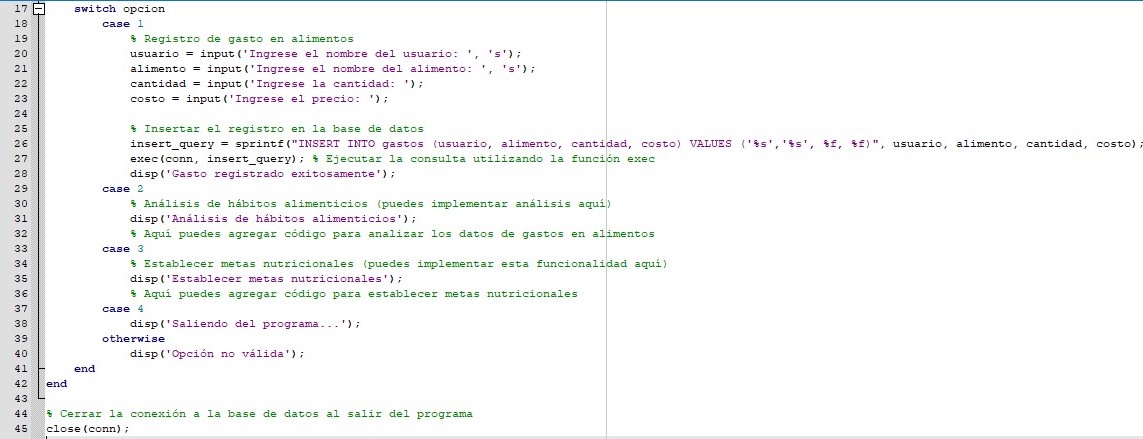 17 switch opcion
18 case 1
19 % Registro de gasto en alimentos
20 usuario = input('Ingrese el nombre del usuario: ', 's');
21 alimento = input('Ingrese el nombre del alimento: ', 's');
22 cantidad = input('Ingrese la cantidad: ');
23 costo = input('Ingrese el precio: ');
24
25 % Insertar el registro en la base de datos
26 insert_query = sprintf("INSERT INTO gastos (usuario, alimento, cantidad, costo) VALUES ('%s','%s', %f, %f)", usuario, alimento, cantidad, costo);
27 exec(conn, insert_query); % Ejecutar la consulta utilizando la función exec
28 disp('Gasto registrado exitosamente');
29 case 2
30 % Análisis de hábitos alimenticios (puedes implementar análisis aquí)
31 disp('Análisis de hábitos alimenticios');
32 % Aquí puedes agregar código para analizar los datos de gastos en alimentos
33 case 3
34 % Establecer metas nutricionales (puedes implementar esta funcionalidad aquí)
35 disp('Establecer metas nutricionales');
36 % Aquí puedes agregar código para establecer metas nutricionales
37 case 4
38 disp('Saliendo del programa...');
39 otherwise
40 disp('Opción no válida');
41 end
42 end
43
44 % Cerrar la conexión a la base de datos al salir del programa
45 close(conn);